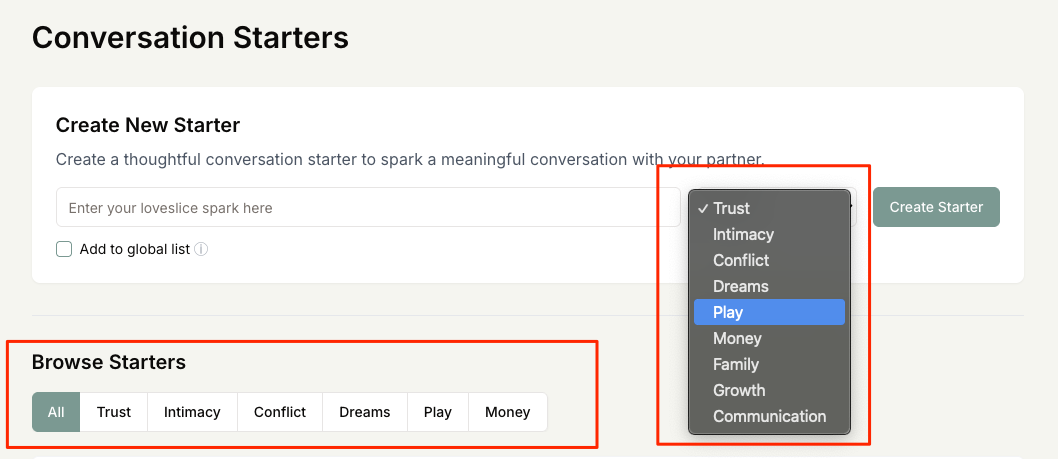 Conversation Starters
Create New Starter
Create a thoughtful conversation starter to spark a meaningful conversation with your partner.
Enter your loveslice spark here
✓ Trust
Intimacy
Conflict
Dreams
Play
Money
Family
Growth
Communication
Create Starter
Add to global list ⓘ
Browse Starters
All Trust Intimacy Conflict Dreams Play Money